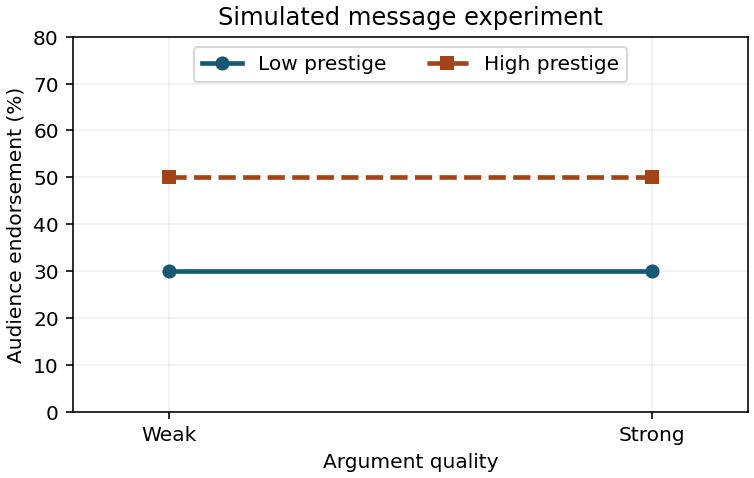 Simulated message experiment
Low prestige
High prestige
Audience endorsement (%)
80
70
60
50
40
30
20
10
0
Weak
Strong
Argument quality